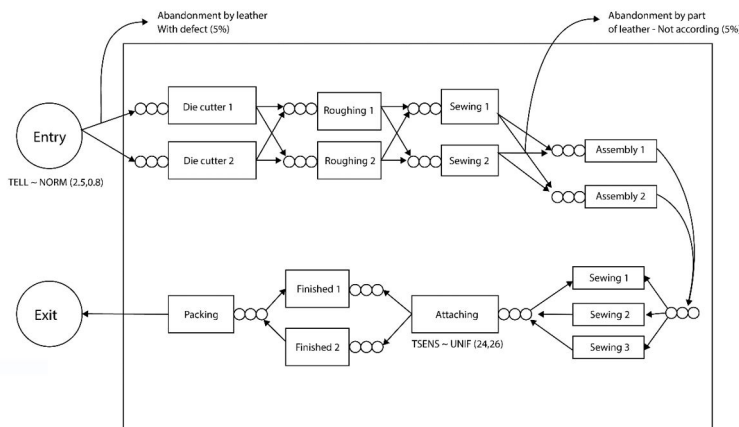 Abandonment by leather
With defect (5%)
Abandonment by part
of leather - Not according (5%)
Entry
TELL ~ NORM (2.5,0.8)
Die cutter 1
Roughing 1
Sewing 1
Die cutter 2
Roughing 2
Sewing 2
Assembly 1
Assembly 2
Exit
Packing
Finished 1
Finished 2
Attaching
TSENS ~ UNIF (24,26)
Sewing 1
Sewing 2
Sewing 3